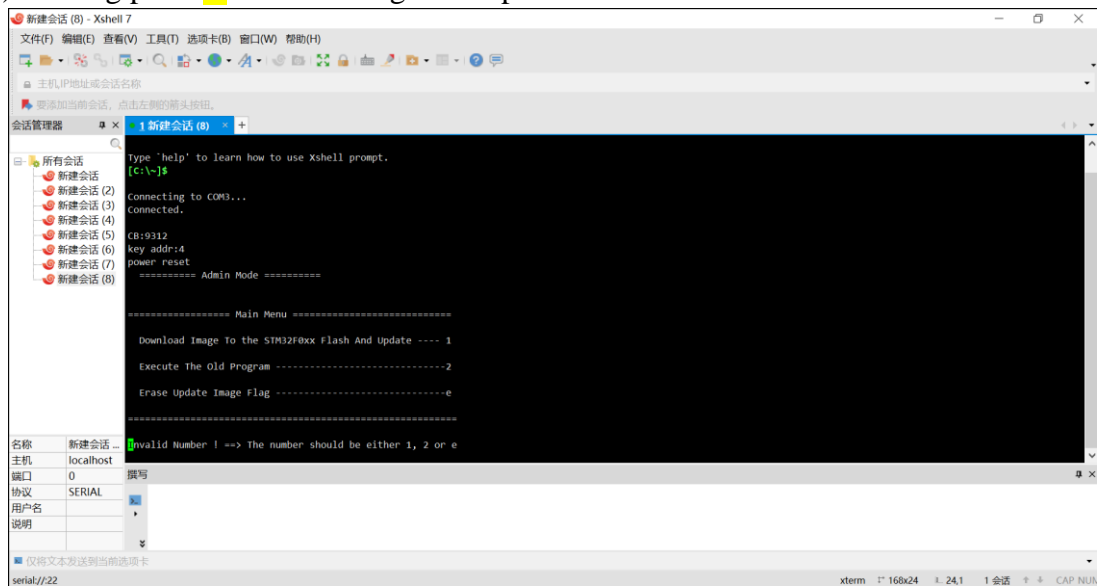 新建会话 (8) - Xshell 7
文件(F) 编辑(E) 查看(V) 工具(T) 选项卡(B) 窗口(W) 帮助(H)
主机,IP地址或会话名称
要添加当前会话，点击左侧的箭头按钮。
会话管理器
1 新建会话 (8)
所有会话
新建会话
新建会话 (2)
新建会话 (3)
新建会话 (4)
新建会话 (5)
新建会话 (6)
新建会话 (7)
新建会话 (8)
Type `help' to learn how to use Xshell prompt.
[C:\~]$
Connecting to COM3...
Connected.
CB:9312
key addr:4
power reset
========== Admin Mode ==========
================== Main Menu ============================
Download Image To the STM32F0xx Flash And Update ---- 1
Execute The Old Program ------------------------------2
Erase Update Image Flag ------------------------------e
==========================================================
Invalid Number ! ==> The number should be either 1, 2 or e
名称 新建会话 ...
主机 localhost
端口 0
协议 SERIAL
用户名
说明
撰写
仅将文本发送到当前选项卡
serial://:22
xterm 168x24 24,1 1 会话 CAP NUM